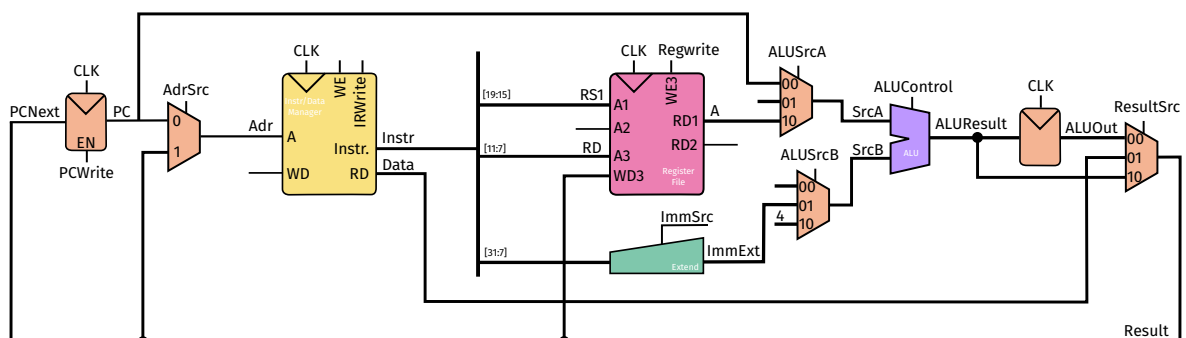 CLK
Regwrite
CLK
ALUSrcA
CLK
AdrSrc
ALUControl
CLK
ResultSrc
WE
IRWrite
WE3
00
01
10
PCNext
PC
EN
PCWrite
0
1
Adr
Instr/Data
Manager
A
WD
Instr.
RD
Instr
Data
[19:15]
RS1
A1
A2
[11:7]
RD
A3
WD3
RD1
RD2
A
Register
File
SrcA
SrcB
ALU
ALUResult
ALUOut
00
01
10
ALUSrcB
00
01
4
10
ImmSrc
[31:7]
Extend
ImmExt
Result